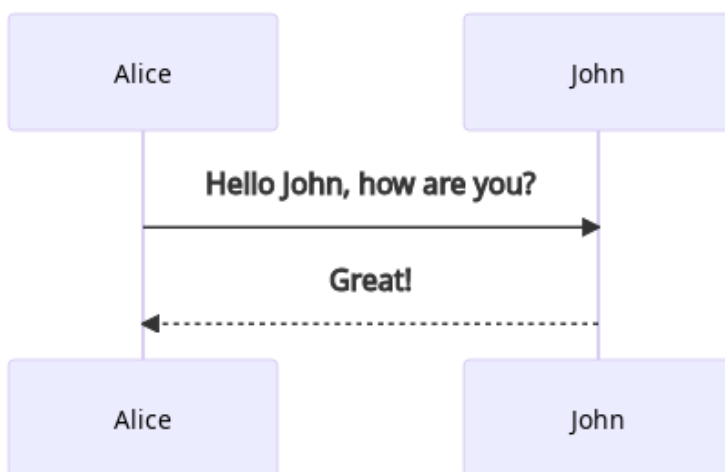 Alice
John
Hello John, how are you?
Great!
Alice
John